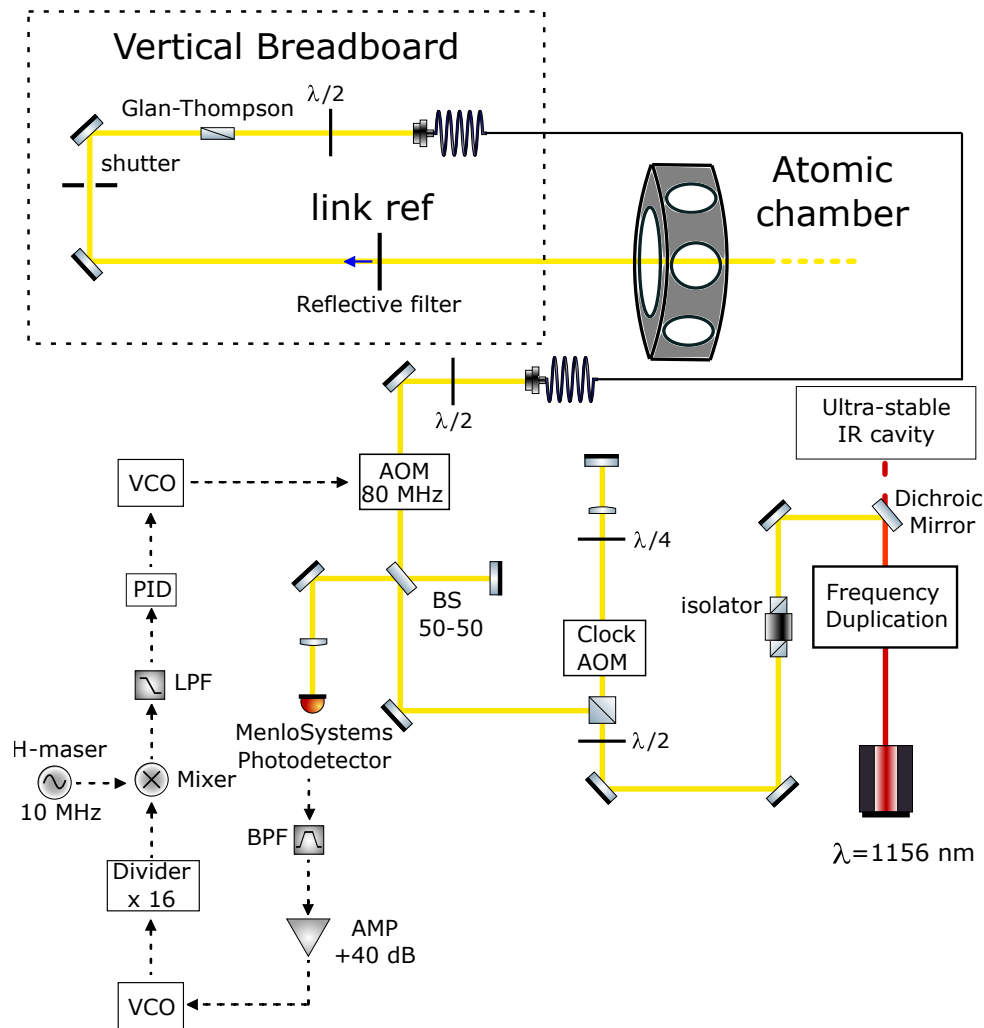 Vertical Breadboard
λ/2
Glan-Thompson
shutter
link ref
Reflective filter
Atomic
chamber
λ/2
Ultra-stable
IR cavity
AOM
80 MHz
VCO
Dichroic
Mirror
λ/4
PID
BS
50-50
isolator
Frequency
Duplication
Clock
AOM
LPF
MenloSystems
Photodetector
λ/2
H-maser
Mixer
10 MHz
BPF
λ=1156 nm
Divider
x 16
AMP
+40 dB
VCO